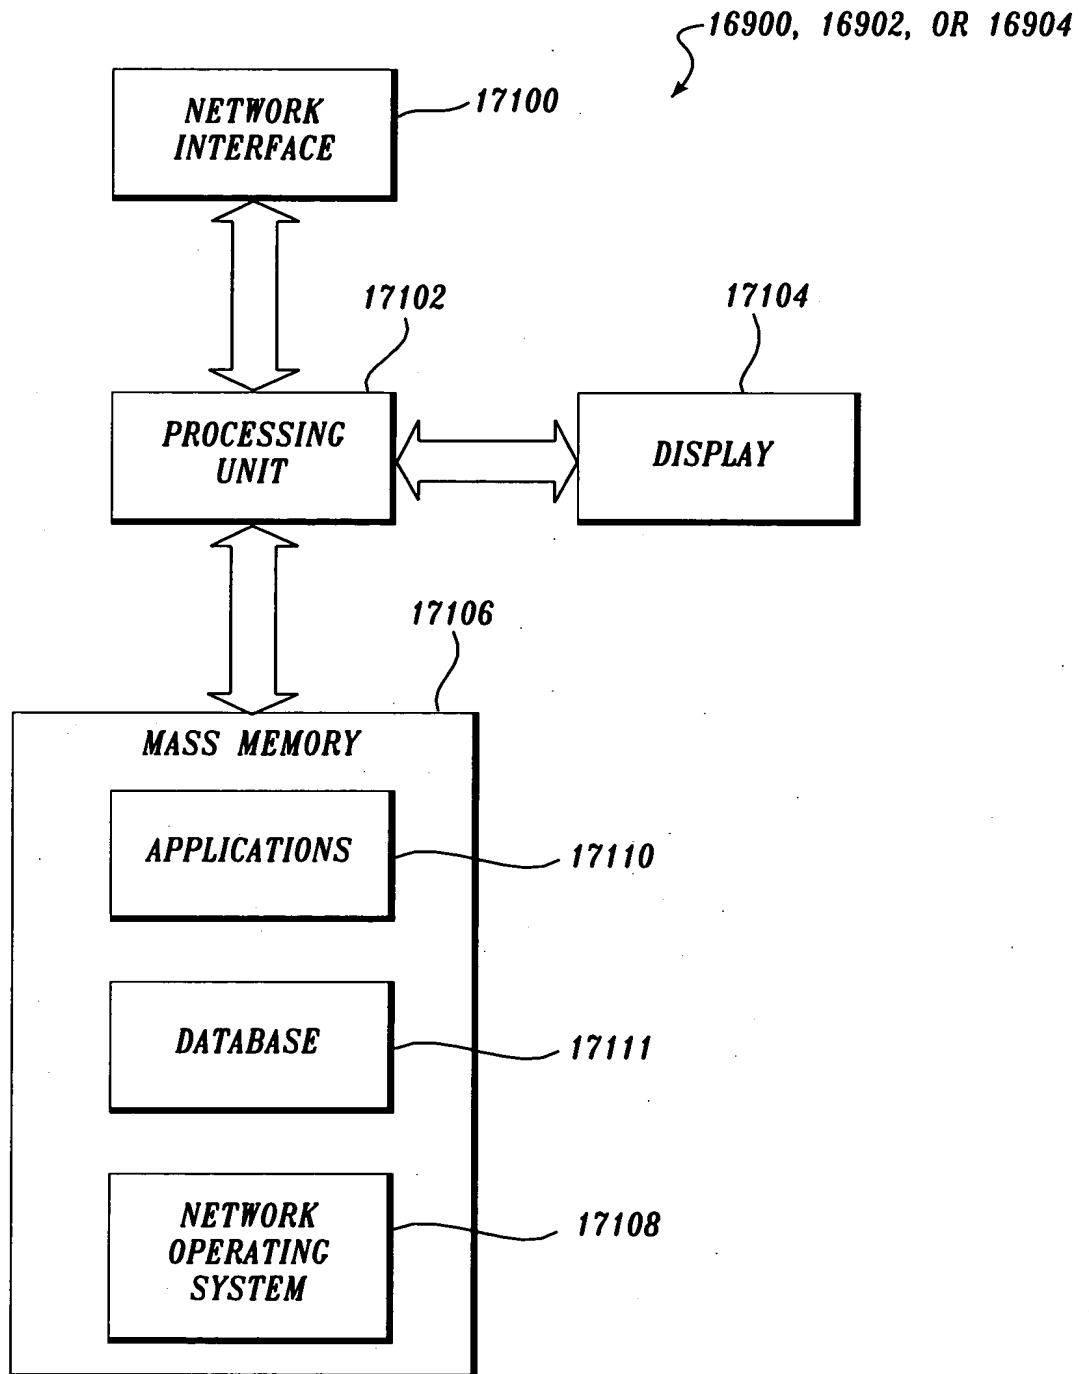 16900, 16902, OR 16904
NETWORK
INTERFACE
17100
17102
17104
PROCESSING
UNIT
DISPLAY
17106
MASS MEMORY
APPLICATIONS
17110
DATABASE
17111
NETWORK
OPERATING
SYSTEM
17108